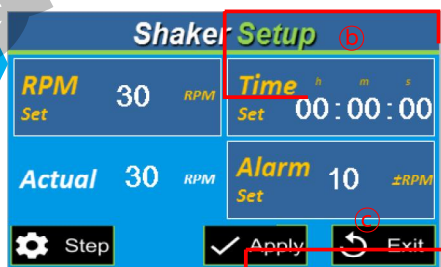 Shaker Setup ⓑ
RPM Set 30 RPM
Time Set h m s 00:00:00
Actual 30 RPM
Alarm Set 10 ±RPM
ⓒ
Step Apply Exit